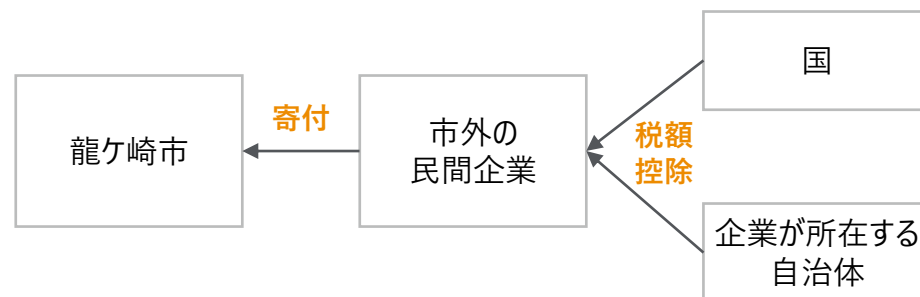 龍ケ崎市
寄付
市外の
民間企業
税額
控除
国
企業が所在する
自治体